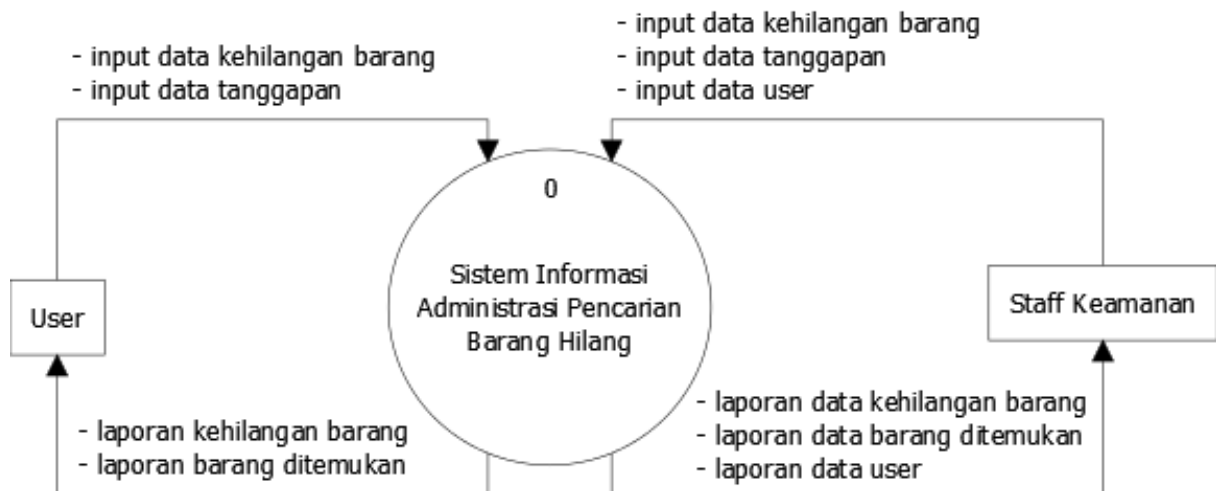 - input data kehilangan barang
- input data tanggapan
- input data kehilangan barang
- input data tanggapan
- input data user
0
Sistem Informasi
Administrasi Pencarian
Barang Hilang
User
Staff Keamanan
- laporan kehilangan barang
- laporan barang ditemukan
- laporan data kehilangan barang
- laporan data barang ditemukan
- laporan data user